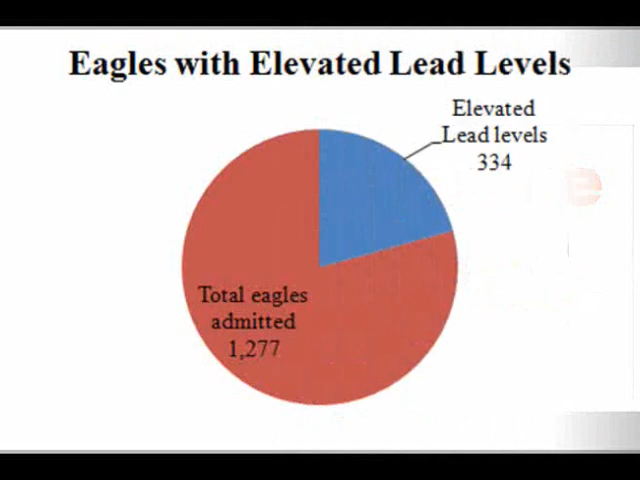 Eagles with Elevated Lead Levels
Elevated
Lead levels
334
Total eagles
admitted
1,277